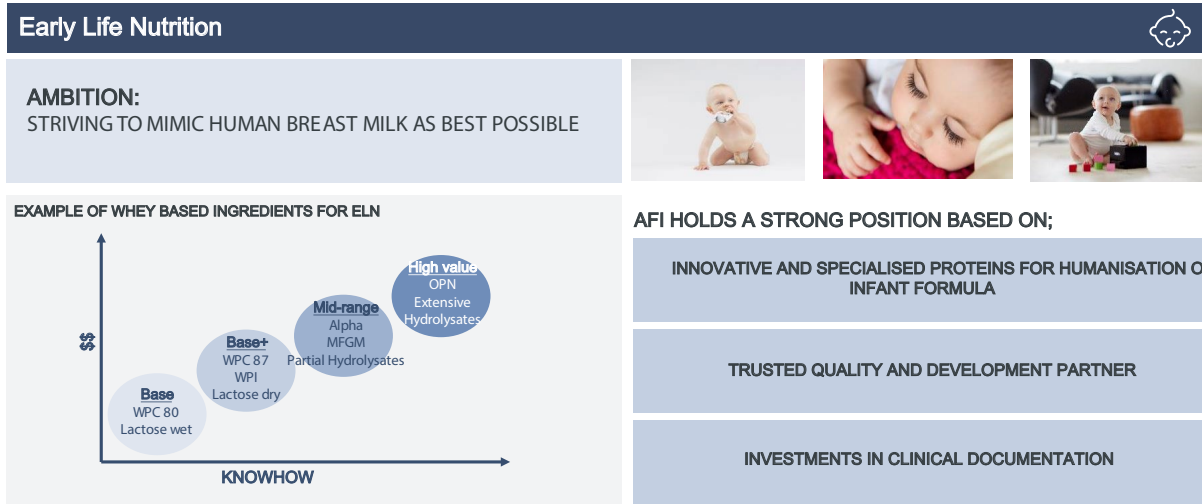 Early Life Nutrition
AMBITION:
STRIVING TO MIMIC HUMAN BREAST MILK AS BEST POSSIBLE
EXAMPLE OF WHEY BASED INGREDIENTS FOR ELN
$$
High value
OPN
Extensive
Hydrolysates
Mid-range
Alpha
MFGM
Partial Hydrolysates
Base+
WPC 87
WPI
Lactose dry
Base
WPC 80
Lactose wet
KNOWHOW
AFI HOLDS A STRONG POSITION BASED ON;
INNOVATIVE AND SPECIALISED PROTEINS FOR HUMANISATION O
INFANT FORMULA
TRUSTED QUALITY AND DEVELOPMENT PARTNER
INVESTMENTS IN CLINICAL DOCUMENTATION